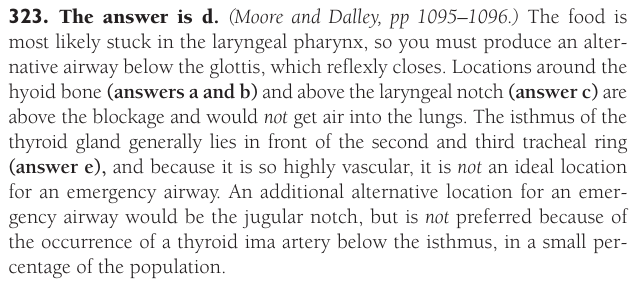 323. The answer is d. (Moore and Dalley, pp 1095–1096.) The food is
most likely stuck in the laryngeal pharynx, so you must produce an alter-
native airway below the glottis, which reflexly closes. Locations around the
hyoid bone (answers a and b) and above the laryngeal notch (answer c) are
above the blockage and would not get air into the lungs. The isthmus of the
thyroid gland generally lies in front of the second and third tracheal ring
(answer e), and because it is so highly vascular, it is not an ideal location
for an emergency airway. An additional alternative location for an emer-
gency airway would be the jugular notch, but is not preferred because of
the occurrence of a thyroid ima artery below the isthmus, in a small per-
centage of the population.